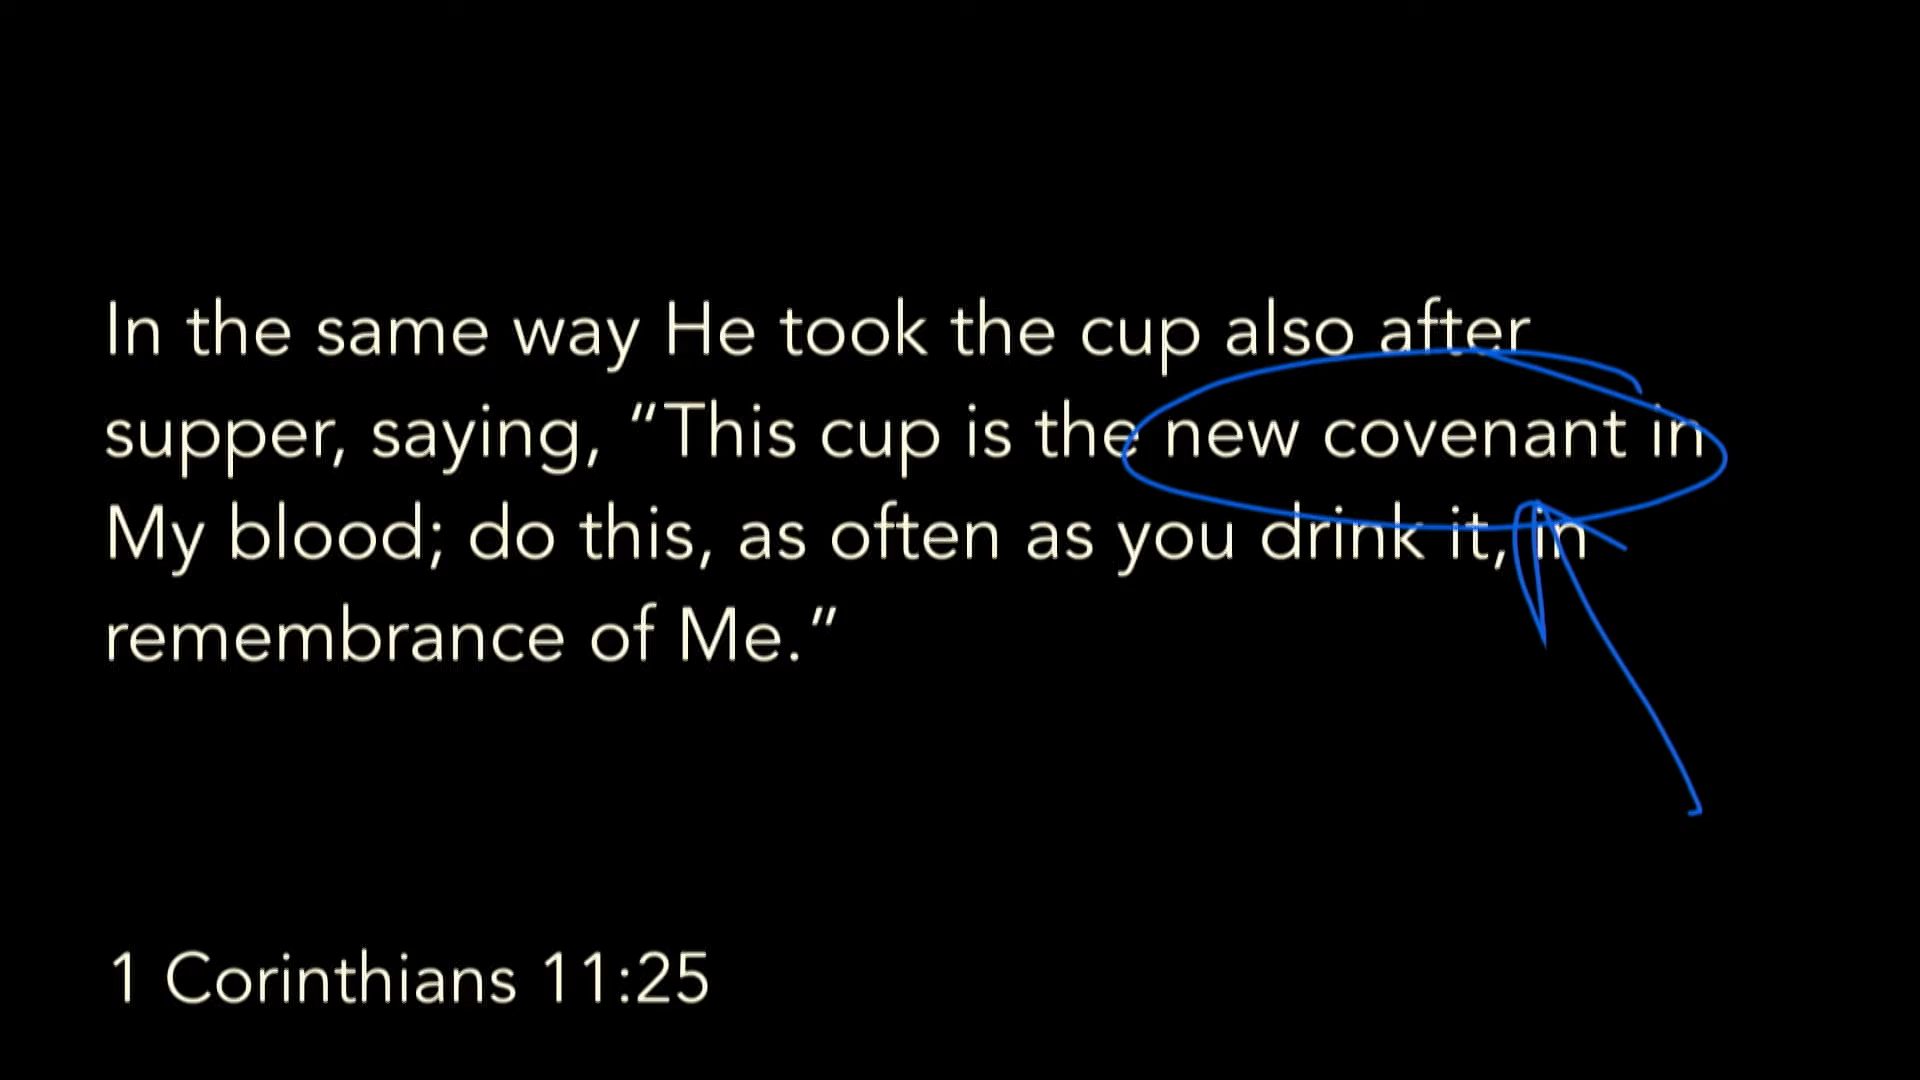 In the same way He took the cup also after
supper, saying, “This cup is the new covenant in
My blood; do this, as often as you drink it, in
remembrance of Me.”
1 Corinthians 11:25